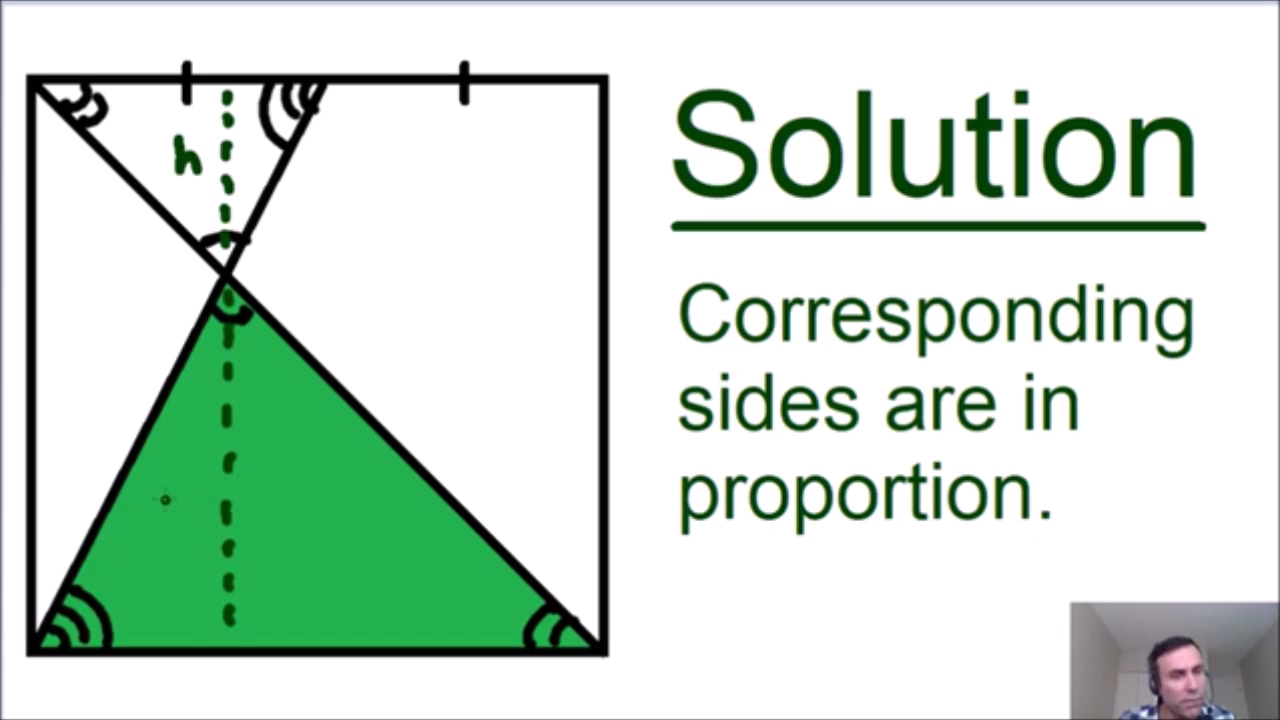 Solution
h
Corresponding
sides are in
proportion.